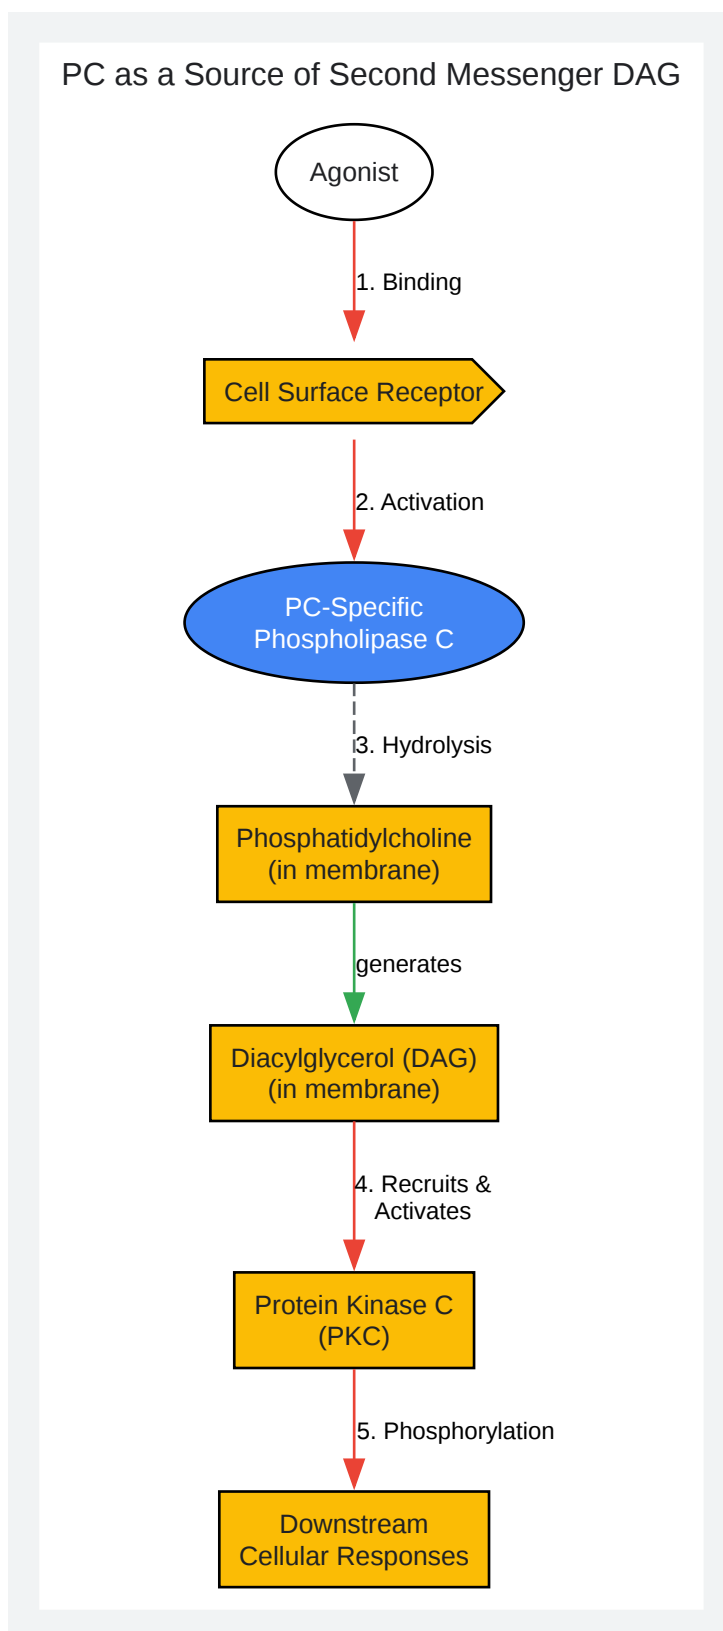 PC as a Source of Second Messenger DAG
Agonist
1. Binding
Cell Surface Receptor
2. Activation
PC-Specific
Phospholipase C
3. Hydrolysis
Phosphatidylcholine
(in membrane)
generates
Diacylglycerol (DAG)
(in membrane)
4. Recruits &
Activates
Protein Kinase C
(PKC)
5. Phosphorylation
Downstream
Cellular Responses